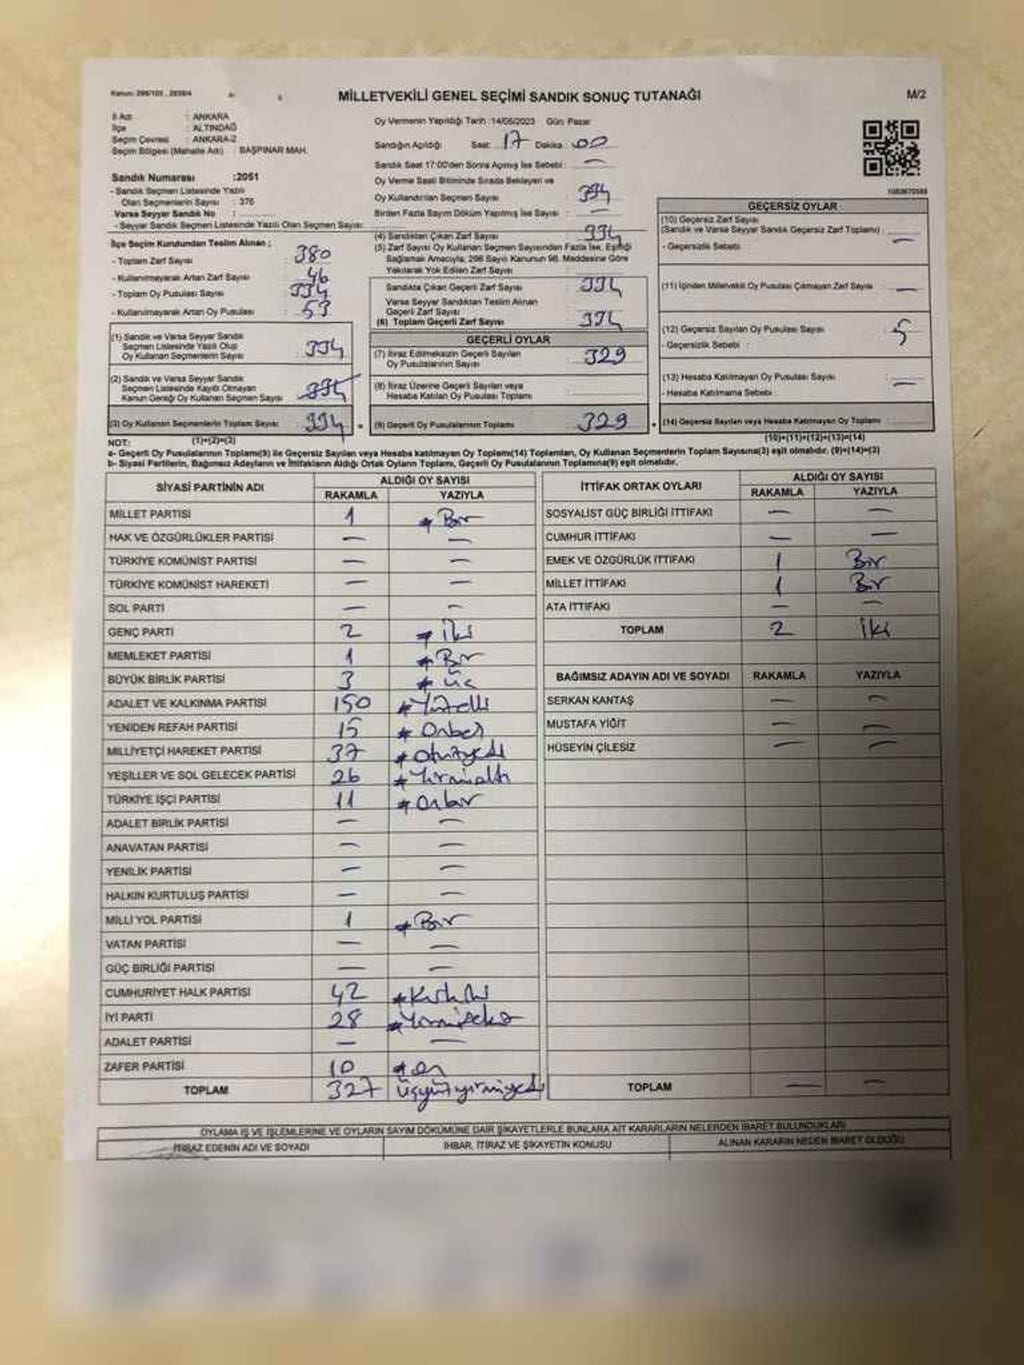 MİLLETVEKİLİ GENEL SEÇİMİ SANDIK SONUÇ TUTANAĞI
M/2
İl Adı : ANKARA
İlçe : ALTINDAĞ
Seçim Çevresi : ANKARA-2
Seçim Bölgesi (Mahalle Adı) : BAŞPINAR MAH.
Sandık Numarası :2051
- Sandık Seçmen Listesinde Yazılı
Olan Seçmenlerin Sayısı : 376
Varsa Seyyar Sandık No :
- Seyyar Sandık Seçmen Listesinde Yazılı Olan Seçmen Sayısı
İlçe Seçim Kurulundan Teslim Alınan ;
- Toplam Zarf Sayısı : 380
- Kullanılmayarak Artan Zarf Sayısı : 46
- Toplam Oy Pusulası Sayısı : 334
- Kullanılmayarak Artan Oy Pusulası : 53
(1) Sandık ve Varsa Seyyar Sandık
Seçmen Listesinde Yazılı Olup
Oy Kullanan Seçmenlerin Sayısı : 334
(2) Sandık ve Varsa Seyyar Sandık
Seçmen Listesinde Kayıtlı Olmayan
Kanun Gereği Oy Kullanan Seçmen Sayısı
(3) Oy Kullanan Seçmenlerin Toplam Sayısı : 334
(1)+(2)=(3)
Oy Vermenin Yapıldığı Tarih :14/05/2023 Gün: Pazar
Sandığın Açıldığı Saat: 17 Dakika: 00
Sandık Saat 17:00'den Sonra Açılmış İse Sebebi : —
Oy Verme Saati Bitiminde Sırada Bekleyen ve
Oy Kullandırılan Seçmen Sayısı : 334
Birden Fazla Sayım Döküm Yapılmış İse Sayısı : —
(4) Sandıktan Çıkan Zarf Sayısı : 334
(5) Zarf Sayısı Oy Kullanan Seçmen Sayısından Fazla İse, Eşitliği
Sağlamak Amacıyla, 298 Sayılı Kanunun 98. Maddesine Göre
Yakılarak Yok Edilen Zarf Sayısı
Sandıkta Çıkan Geçerli Zarf Sayısı : 334
Varsa Seyyar Sandıktan Teslim Alınan
Geçerli Zarf Sayısı
(6) Toplam Geçerli Zarf Sayısı : 334
GEÇERLİ OYLAR
(7) İtiraz Edilmeksizin Geçerli Sayılan
Oy Pusulalarının Sayısı : 329
(8) İtiraz Üzerine Geçerli Sayılan veya
Hesaba Katılan Oy Pusulası Toplamı
(9) Geçerli Oy Pusulalarının Toplamı : 329
GEÇERSİZ OYLAR
(10) Geçersiz Zarf Sayısı
(Sandık ve Varsa Seyyar Sandık Geçersiz Zarf Toplamı) : —
- Geçersizlik Sebebi :
(11) İçinden Milletvekili Oy Pusulası Çıkmayan Zarf Sayısı : —
(12) Geçersiz Sayılan Oy Pusulası Sayısı : 5
- Geçersizlik Sebebi :
(13) Hesaba Katılmayan Oy Pusulası Sayısı : —
- Hesaba Katılmama Sebebi :
(14) Geçersiz Sayılan veya Hesaba Katılmayan Oy Toplamı :
(10)+(11)+(12)+(13)=(14)
NOT:
a- Geçerli Oy Pusulalarının Toplamı(9) ile Geçersiz Sayılan veya Hesaba Katılmayan Oy Toplamı(14) Toplamları, Oy Kullanan Seçmenlerin Toplam Sayısına(3) eşit olmalıdır. (9)+(14)=(3)
b- Siyasi Partilerin, Bağımsız Adayların ve İttifakların Aldığı Ortak Oyların Toplamı, Geçerli Oy Pusulalarının Toplamına(9) eşit olmalıdır.
SİYASİ PARTİNİN ADI ALDIĞI OY SAYISI
RAKAMLA YAZIYLA
MİLLET PARTİSİ 1 * Bir
HAK VE ÖZGÜRLÜKLER PARTİSİ — —
TÜRKİYE KOMÜNİST PARTİSİ — —
TÜRKİYE KOMÜNİST HAREKETİ — —
SOL PARTİ — —
GENÇ PARTİ 2 * İki
MEMLEKET PARTİSİ 1 * Bir
BÜYÜK BİRLİK PARTİSİ 3 * Üç
ADALET VE KALKINMA PARTİSİ 150 * Yüzelli
YENİDEN REFAH PARTİSİ 15 * Onbeş
MİLLİYETÇİ HAREKET PARTİSİ 37 * Otuzyedi
YEŞİLLER VE SOL GELECEK PARTİSİ 26 * Yirmialtı
TÜRKİYE İŞÇİ PARTİSİ 11 * Onbir
ADALET BİRLİK PARTİSİ — —
ANAVATAN PARTİSİ — —
YENİLİK PARTİSİ — —
HALKIN KURTULUŞ PARTİSİ — —
MİLLİ YOL PARTİSİ 1 * Bir
VATAN PARTİSİ — —
GÜÇ BİRLİĞİ PARTİSİ — —
CUMHURİYET HALK PARTİSİ 42 * Kırkiki
İYİ PARTİ 28 * Yirmisekiz
ADALET PARTİSİ — —
ZAFER PARTİSİ 10 * on
TOPLAM 327 üçyüzyirmiyedi
İTTİFAK ORTAK OYLARI ALDIĞI OY SAYISI
RAKAMLA YAZIYLA
SOSYALİST GÜÇ BİRLİĞİ İTTİFAKI — —
CUMHUR İTTİFAKI — —
EMEK VE ÖZGÜRLÜK İTTİFAKI 1 Bir
MİLLET İTTİFAKI 1 Bir
ATA İTTİFAKI — —
TOPLAM 2 İki
BAĞIMSIZ ADAYIN ADI VE SOYADI RAKAMLA YAZIYLA
SERKAN KANTAŞ — —
MUSTAFA YİĞİT — —
HÜSEYİN ÇİLESİZ — —
TOPLAM — —
OYLAMA İŞ VE İŞLEMLERİNE VE OYLARIN SAYIM DÖKÜMÜNE DAİR ŞİKAYETLERLE BUNLARA AİT KARARLARIN NELERDEN İBARET BULUNDUKLARI
İTİRAZ EDENİN ADI VE SOYADI İHBAR, İTİRAZ VE ŞİKAYETİN KONUSU ALINAN KARARIN NEDEN İBARET OLDUĞU